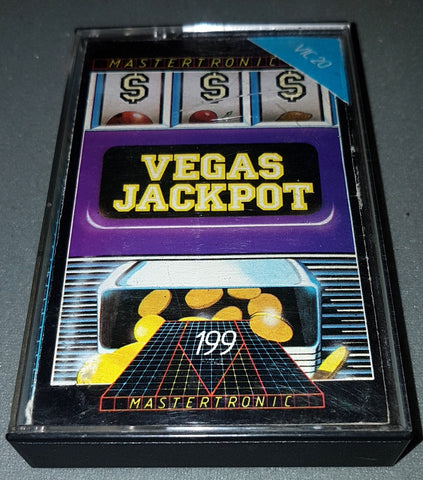 MASTERTRONIC
VIC 20
$ $ $
VEGAS
JACKPOT
199
MASTERTRONIC